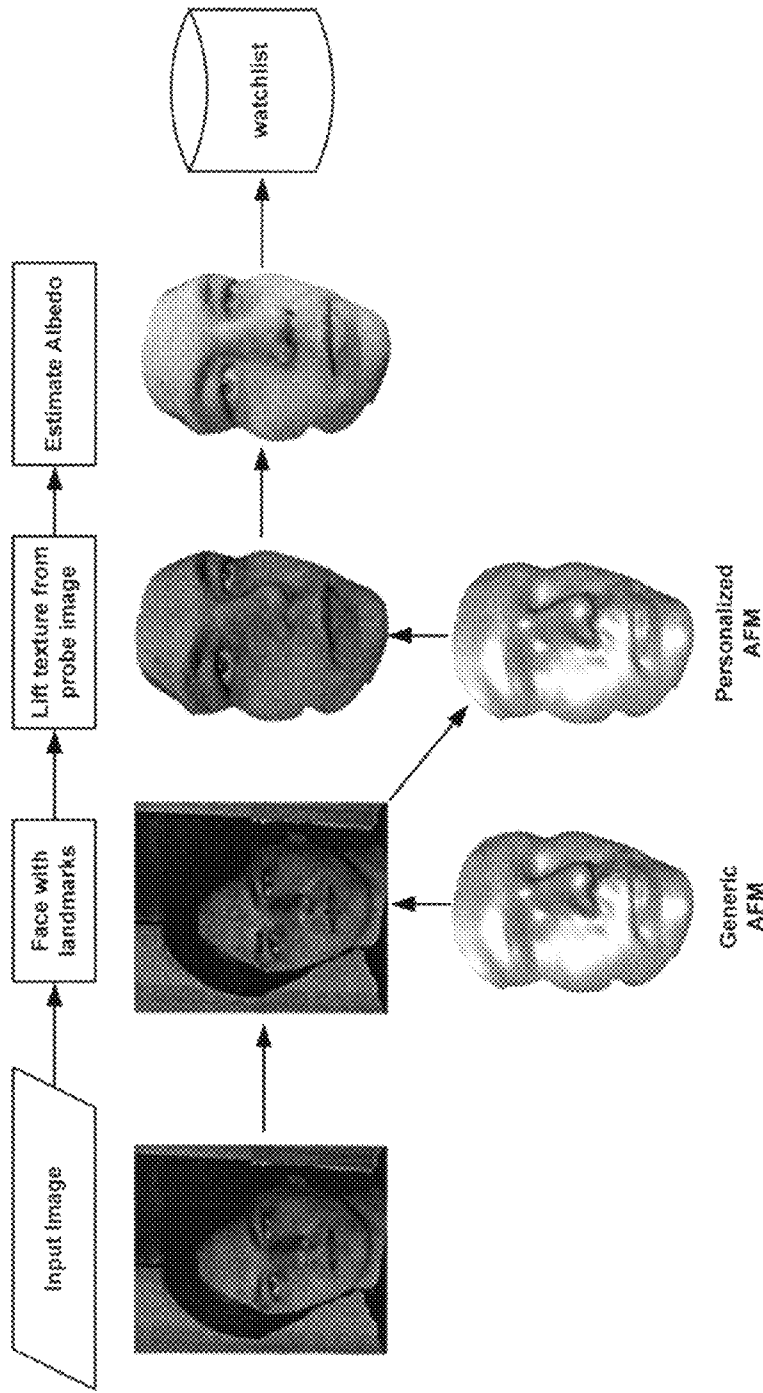 Input Image
Face with
landmarks
Lift texture from
probe image
Estimate Albedo
watchlist
Generic
AFM
Personalized
AFM